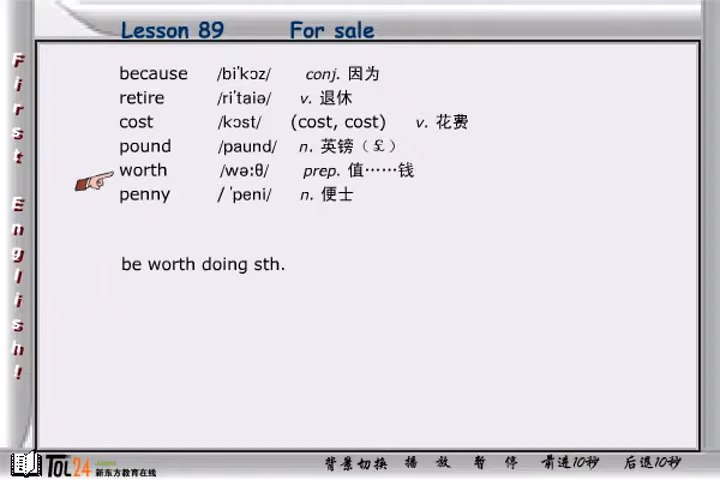 Lesson 89 For sale
First English!
because /bi'kɔz/ conj. 因为
retire /ri'taiə/ v. 退休
cost /kɔst/ (cost, cost) v. 花费
pound /paund/ n. 英镑（￡）
worth /wə:θ/ prep. 值……钱
penny / 'peni/ n. 便士
be worth doing sth.
TOL24 新东方教育在线
背景切换 播放 暂停 前进10秒 后退10秒